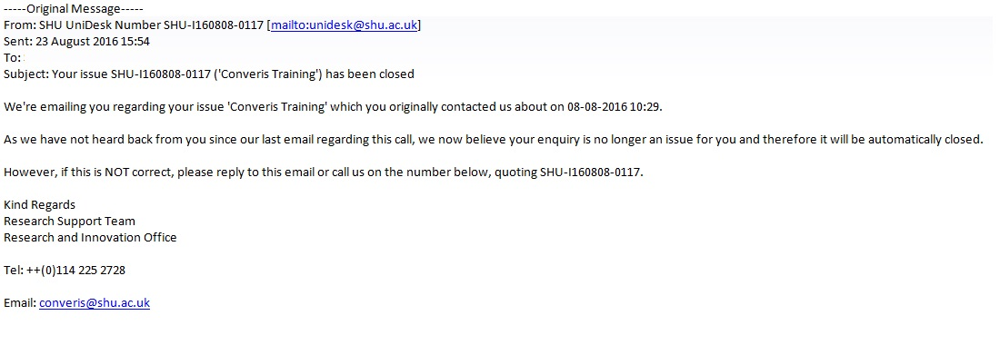 -----Original Message-----
From: SHU UniDesk Number SHU-I160808-0117 [mailto:unidesk@shu.ac.uk]
Sent: 23 August 2016 15:54
To:
Subject: Your issue SHU-I160808-0117 ('Converis Training') has been closed
We're emailing you regarding your issue 'Converis Training' which you originally contacted us about on 08-08-2016 10:29.
As we have not heard back from you since our last email regarding this call, we now believe your enquiry is no longer an issue for you and therefore it will be automatically closed.
However, if this is NOT correct, please reply to this email or call us on the number below, quoting SHU-I160808-0117.
Kind Regards
Research Support Team
Research and Innovation Office
Tel: ++(0)114 225 2728
Email: converis@shu.ac.uk